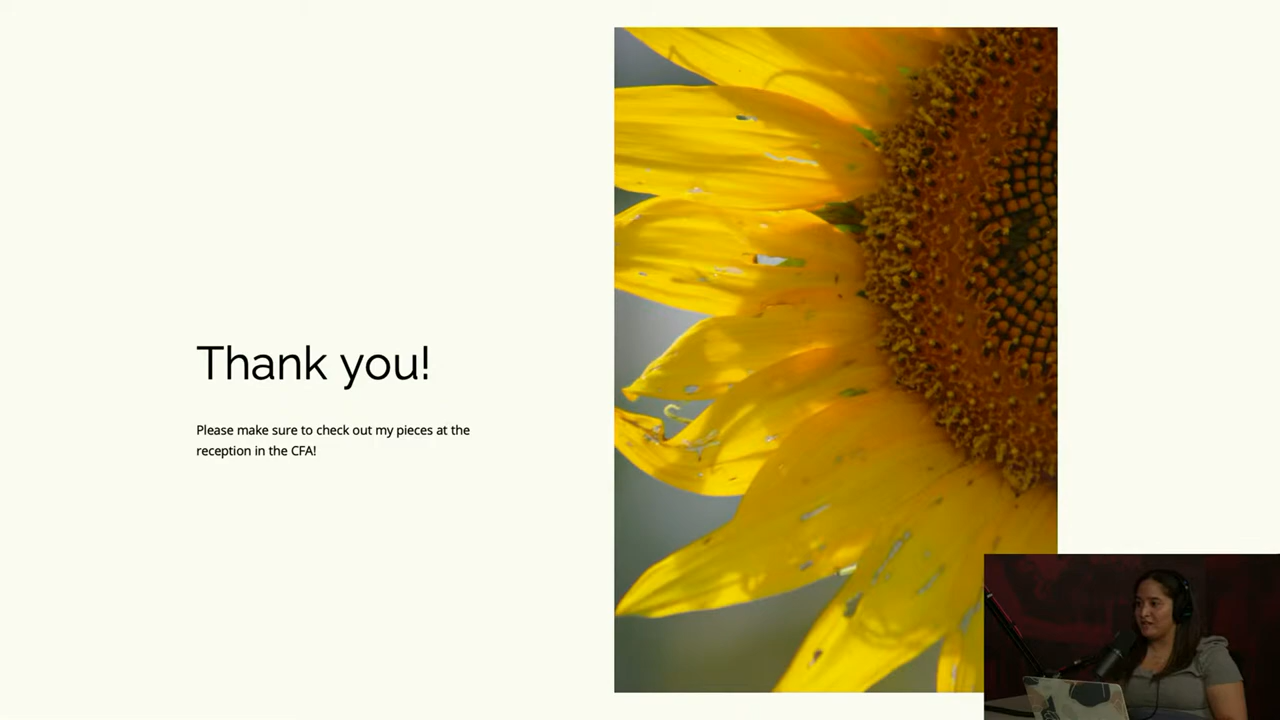 Thank you!
Please make sure to check out my pieces at the
reception in the CFA!